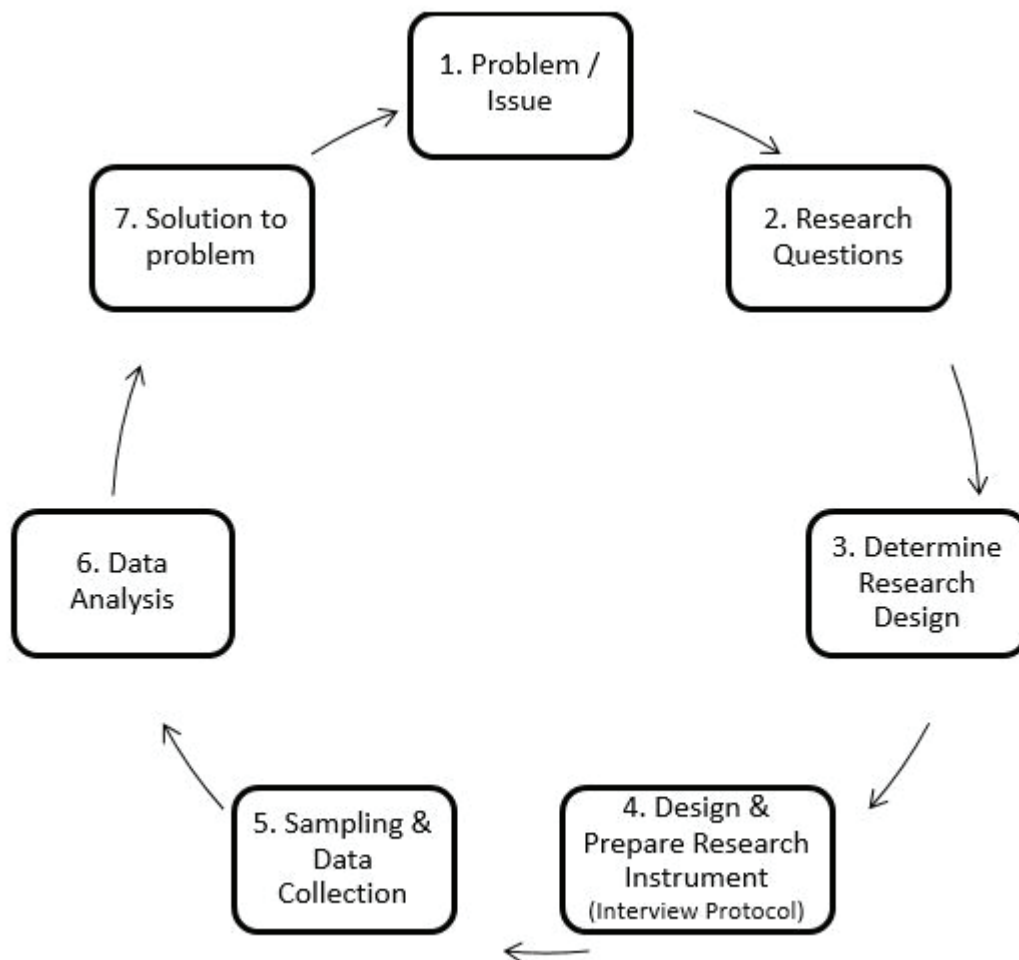 1. Problem /
Issue
2. Research
Questions
3. Determine
Research
Design
4. Design &
Prepare Research
Instrument
(Interview Protocol)
5. Sampling &
Data
Collection
6. Data
Analysis
7. Solution to
problem